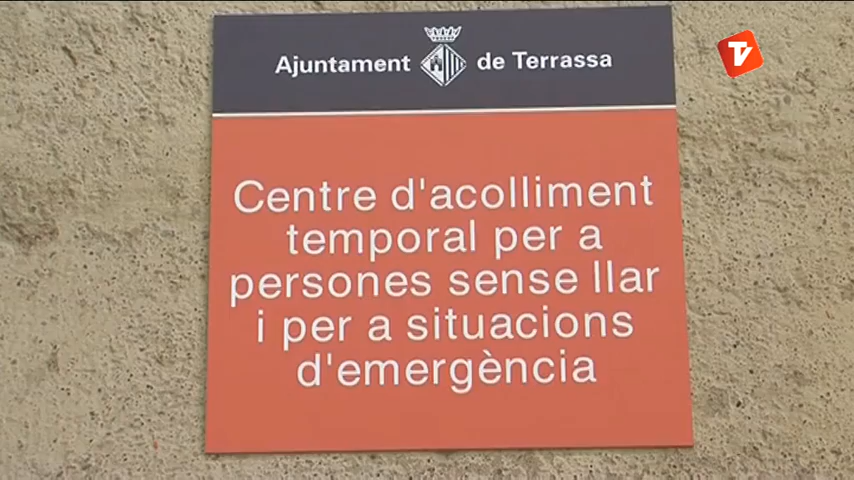 Ajuntament de Terrassa
Centre d'acolliment
temporal per a
persones sense llar
i per a situacions
d'emergència